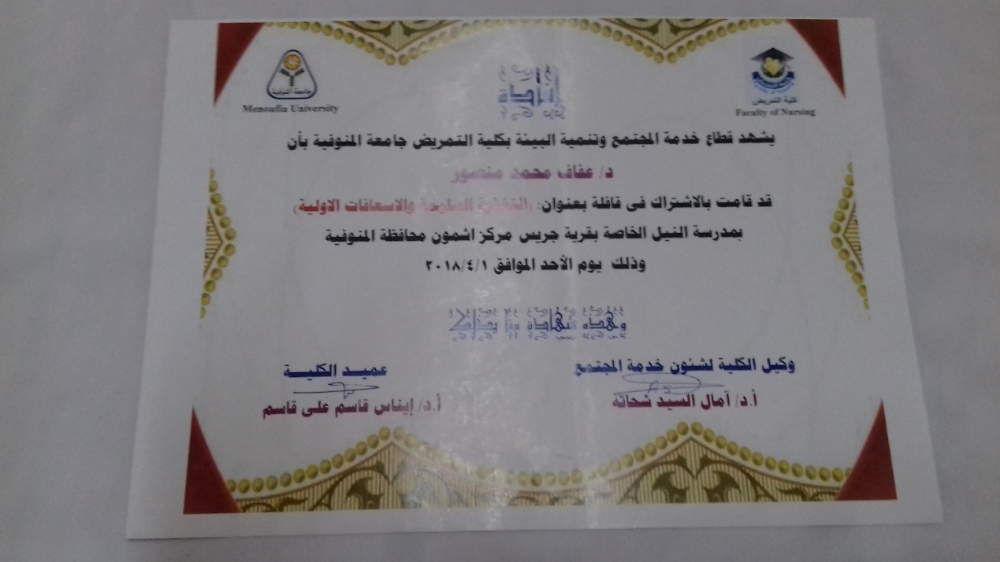 جامعة المنوفية
Menoufia University
كلية التمريض
Faculty of Nursing
إفادة
يشهد قطاع خدمة المجتمع وتنمية البيئة بكلية التمريض جامعة المنوفية بأن
د/ عفاف محمد منصور
قد قامت بالاشتراك فى قافلة بعنوان: (التغذية السليمة والاسعافات الاولية)
بمدرسة النيل الخاصة بقرية جريس مركز اشمون محافظة المنوفية
وذلك يوم الأحد الموافق ٢٠١٨/٤/١
وهذه شهادة منا بذلك
وكيل الكلية لشئون خدمة المجتمع
أ.د/ آمال السيد شحاته
عميد الكلية
أ.د/ إيناس قاسم على قاسم